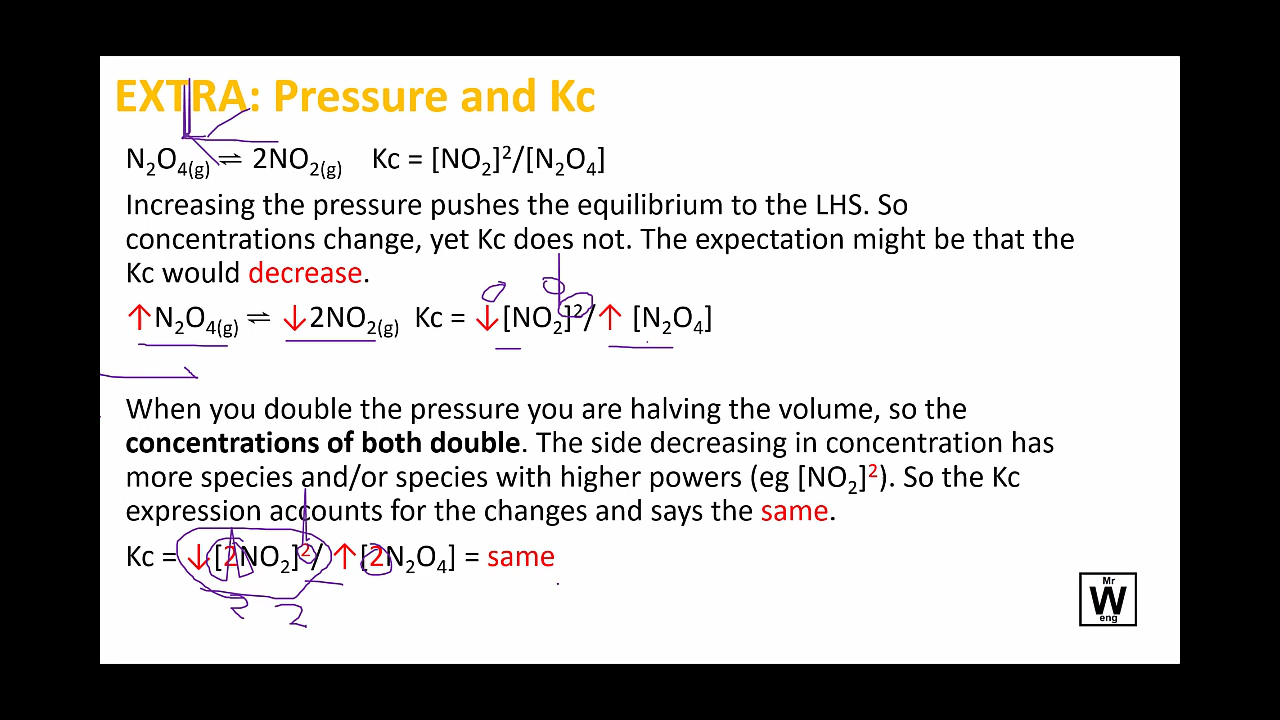 EXTRA: Pressure and Kc
N₂O₄(g) ⇌ 2NO₂(g) Kc = [NO₂]²/[N₂O₄]
Increasing the pressure pushes the equilibrium to the LHS. So
concentrations change, yet Kc does not. The expectation might be that the
Kc would decrease.
↑N₂O₄(g) ⇌ ↓2NO₂(g) Kc = ↓[NO₂]²/↑ [N₂O₄]
When you double the pressure you are halving the volume, so the
concentrations of both double. The side decreasing in concentration has
more species and/or species with higher powers (eg [NO₂]²). So the Kc
expression accounts for the changes and says the same.
Kc = ↓[2NO₂]²/ ↑[2N₂O₄] = same
2 2
Mr
W
eng